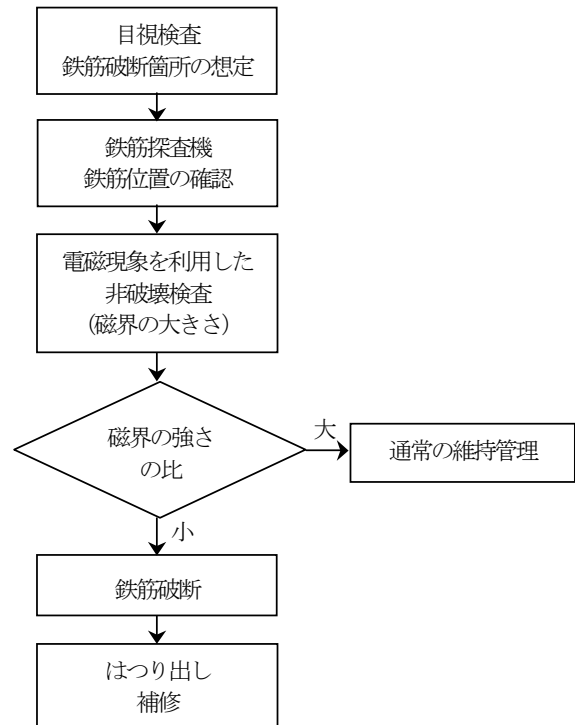 目視検査
鉄筋破断箇所の想定
鉄筋探査機
鉄筋位置の確認
電磁現象を利用した
非破壊検査
(磁界の大きさ)
磁界の強さ
の比
大
通常の維持管理
小
鉄筋破断
はつり出し
補修